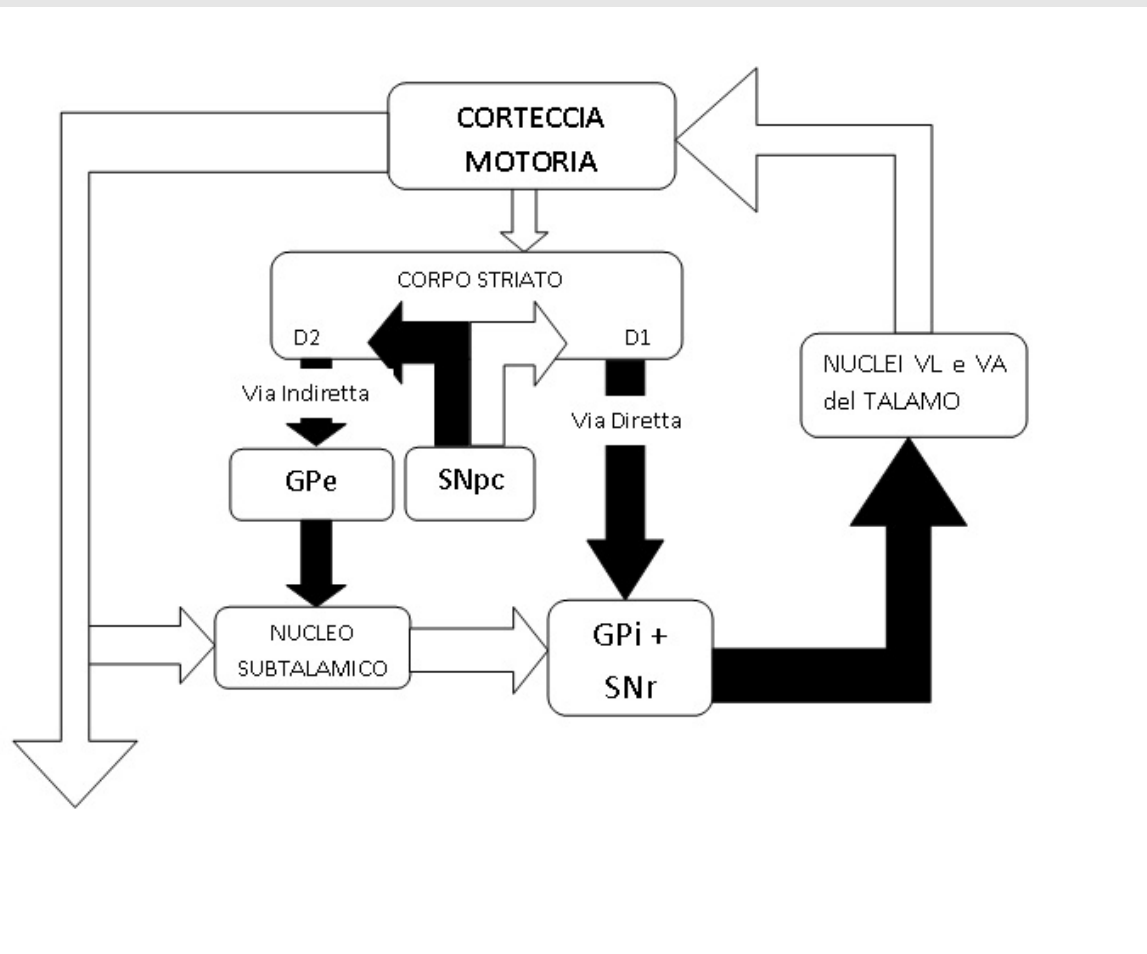 CORTECCIA
MOTORIA
CORPO STRIATO
D2
D1
Via Indiretta
Via Diretta
NUCLEI VL e VA
del TALAMO
GPe
SNpc
NUCLEO
SUBTALAMICO
GPi +
SNr